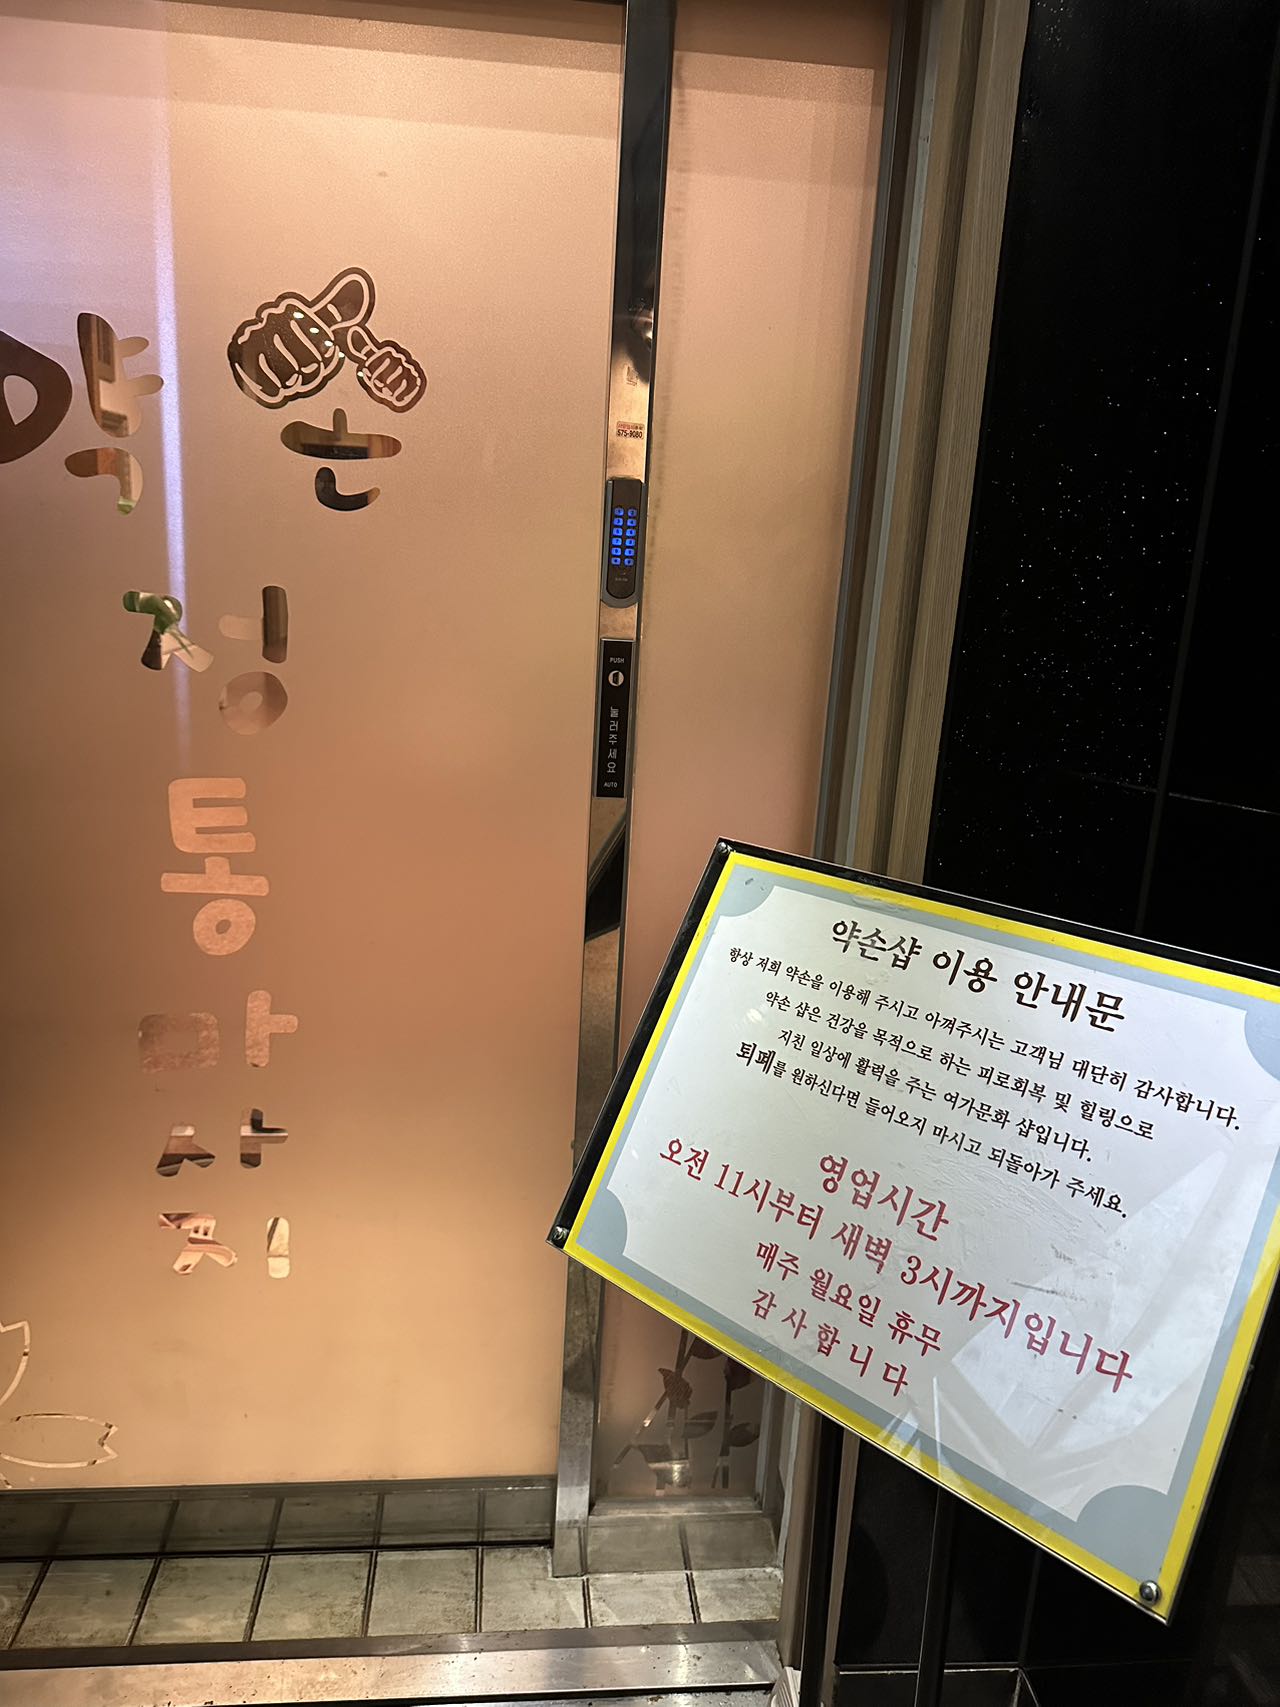 약손
정통마사지
575-9080
PUSH
눌러주세요
AUTO
약손샵 이용 안내문
항상 저희 약손을 이용해 주시고 아껴주시는 고객님 대단히 감사합니다.
약손 샵은 건강을 목적으로 하는 피로회복 및 힐링으로
지친 일상에 활력을 주는 여가문화 샵입니다.
퇴폐를 원하신다면 들어오지 마시고 되돌아가 주세요.
영업시간
오전 11시부터 새벽 3시까지입니다
매주 월요일 휴무
감사합니다